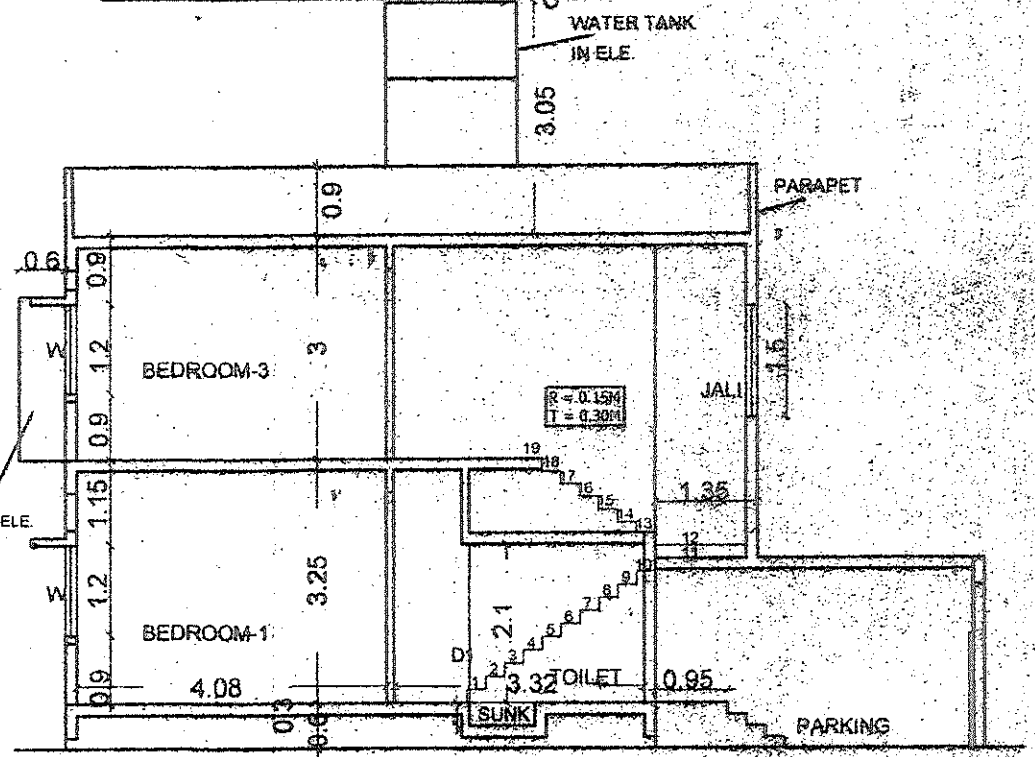 WATER TANK
IN ELE.
3.05
PARAPET
0.9
0.6
0.9
1.2
W
0.9
BEDROOM-3
3
R = 0.15M
T = 0.30M
JALI
1.5
19
18
17
16
15
14
13
12
11
10
9
8
7
6
5
4
3
2
1
1.35
ELE.
1.15
1.2
W
0.9
3.25
BEDROOM-1
2.1
4.08
3.32
TOILET
0.95
0.3
0.6
SUNK
PARKING